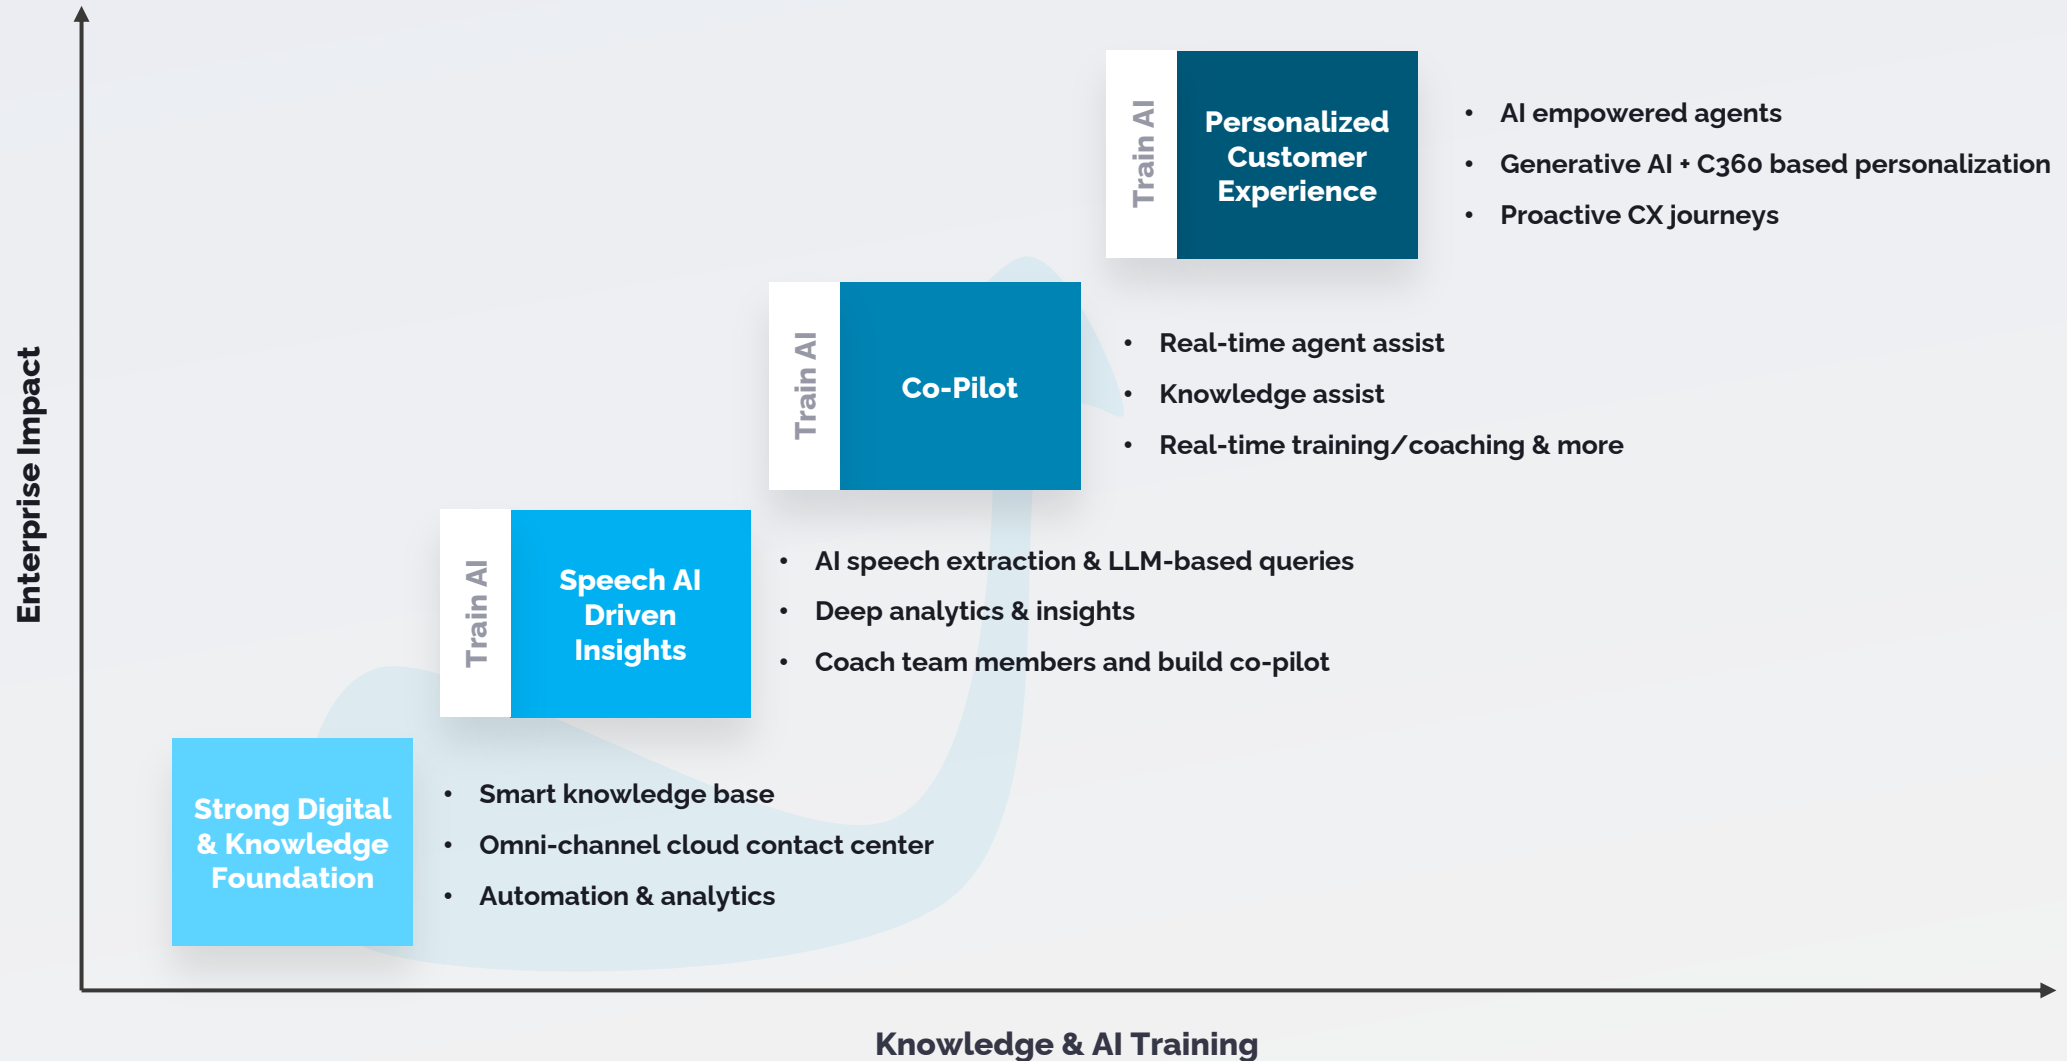 Enterprise Impact
Train AI
Personalized
Customer
Experience
• AI empowered agents
• Generative AI + C360 based personalization
• Proactive CX journeys
Train AI
Co-Pilot
• Real-time agent assist
• Knowledge assist
• Real-time training/coaching & more
Train AI
Speech AI
Driven
Insights
• AI speech extraction & LLM-based queries
• Deep analytics & insights
• Coach team members and build co-pilot
Strong Digital
& Knowledge
Foundation
• Smart knowledge base
• Omni-channel cloud contact center
• Automation & analytics
Knowledge & AI Training